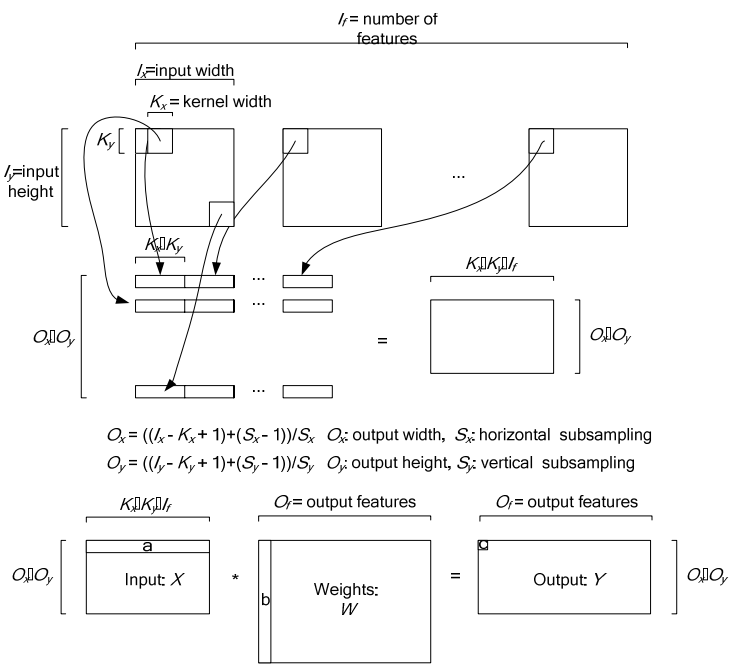 I_f = number of
features
I_x=input width
K_x = kernel width
K_y
I_y=input
height
...
K_x▯K_y
...
...
...
O_x▯O_y
=
K_x▯K_y▯I_f
O_x▯O_y
O_x = ((I_x - K_x + 1)+(S_x - 1))/S_x O_x: output width, S_x: horizontal subsampling
O_y = ((I_y - K_y + 1)+(S_y - 1))/S_y O_y: output height, S_y: vertical subsampling
K_x▯K_y▯I_f
O_f = output features
O_f = output features
O_x▯O_y
a
Input: X
*
b
Weights:
W
=
c
Output: Y
O_x▯O_y